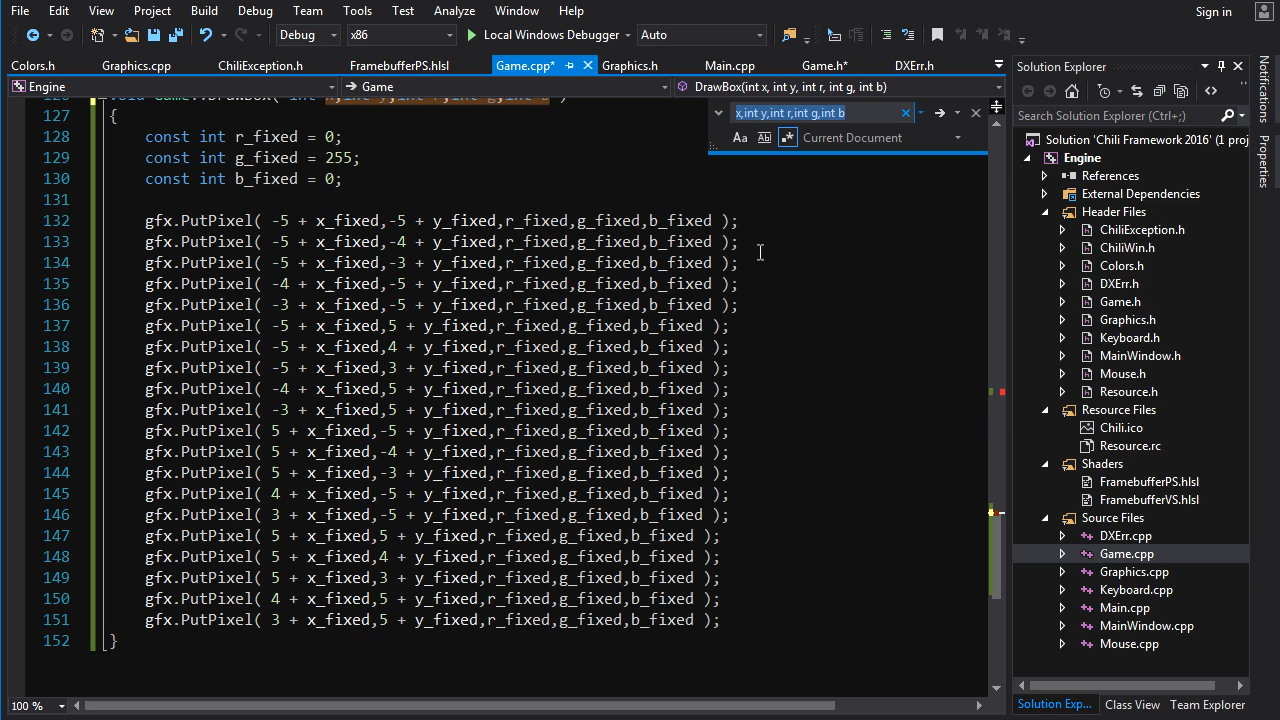 File Edit View Project Build Debug Team Tools Test Analyze Window Help Sign in
Debug x86 Local Windows Debugger Auto
Colors.h Graphics.cpp ChiliException.h FramebufferPS.hlsl Game.cpp* Graphics.h Main.cpp Game.h* DXErr.h
Engine Game DrawBox(int x, int y, int r, int g, int b)
x,int y,int r,int g,int b
Aa Ab Current Document
127 {
128 const int r_fixed = 0;
129 const int g_fixed = 255;
130 const int b_fixed = 0;
131
132 gfx.PutPixel( -5 + x_fixed,-5 + y_fixed,r_fixed,g_fixed,b_fixed );
133 gfx.PutPixel( -5 + x_fixed,-4 + y_fixed,r_fixed,g_fixed,b_fixed );
134 gfx.PutPixel( -5 + x_fixed,-3 + y_fixed,r_fixed,g_fixed,b_fixed );
135 gfx.PutPixel( -4 + x_fixed,-5 + y_fixed,r_fixed,g_fixed,b_fixed );
136 gfx.PutPixel( -3 + x_fixed,-5 + y_fixed,r_fixed,g_fixed,b_fixed );
137 gfx.PutPixel( -5 + x_fixed,5 + y_fixed,r_fixed,g_fixed,b_fixed );
138 gfx.PutPixel( -5 + x_fixed,4 + y_fixed,r_fixed,g_fixed,b_fixed );
139 gfx.PutPixel( -5 + x_fixed,3 + y_fixed,r_fixed,g_fixed,b_fixed );
140 gfx.PutPixel( -4 + x_fixed,5 + y_fixed,r_fixed,g_fixed,b_fixed );
141 gfx.PutPixel( -3 + x_fixed,5 + y_fixed,r_fixed,g_fixed,b_fixed );
142 gfx.PutPixel( 5 + x_fixed,-5 + y_fixed,r_fixed,g_fixed,b_fixed );
143 gfx.PutPixel( 5 + x_fixed,-4 + y_fixed,r_fixed,g_fixed,b_fixed );
144 gfx.PutPixel( 5 + x_fixed,-3 + y_fixed,r_fixed,g_fixed,b_fixed );
145 gfx.PutPixel( 4 + x_fixed,-5 + y_fixed,r_fixed,g_fixed,b_fixed );
146 gfx.PutPixel( 3 + x_fixed,-5 + y_fixed,r_fixed,g_fixed,b_fixed );
147 gfx.PutPixel( 5 + x_fixed,5 + y_fixed,r_fixed,g_fixed,b_fixed );
148 gfx.PutPixel( 5 + x_fixed,4 + y_fixed,r_fixed,g_fixed,b_fixed );
149 gfx.PutPixel( 5 + x_fixed,3 + y_fixed,r_fixed,g_fixed,b_fixed );
150 gfx.PutPixel( 4 + x_fixed,5 + y_fixed,r_fixed,g_fixed,b_fixed );
151 gfx.PutPixel( 3 + x_fixed,5 + y_fixed,r_fixed,g_fixed,b_fixed );
152 }
100 %
Solution Explorer
Search Solution Explorer (Ctrl+;)
Solution 'Chili Framework 2016' (1 proj
Engine
References
External Dependencies
Header Files
ChiliException.h
ChiliWin.h
Colors.h
DXErr.h
Game.h
Graphics.h
Keyboard.h
MainWindow.h
Mouse.h
Resource.h
Resource Files
Chili.ico
Resource.rc
Shaders
FramebufferPS.hlsl
FramebufferVS.hlsl
Source Files
DXErr.cpp
Game.cpp
Graphics.cpp
Keyboard.cpp
Main.cpp
MainWindow.cpp
Mouse.cpp
Solution Exp... Class View Team Explorer
Notifications
Properties